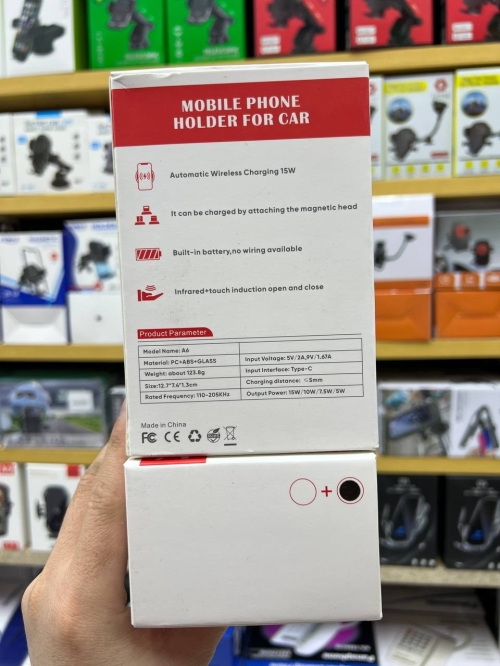 MOBILE PHONE
HOLDER FOR CAR
Automatic Wireless Charging 15W
It can be charged by attaching the magnetic head
Built-in battery,no wiring available
Infrared+touch induction open and close
Product Parameter
Model Name: A6
Material: PC+ABS+GLASS
Input Voltage: 5V/2A,9V/1.67A
Weight: about 123.8g
Input Interface: Type-C
Size:12.7*7.4*1.3cm
Charging distance: ≤5mm
Rated Frequency: 110-205KHz
Output Power: 15W/10W/7.5W/5W
Made in China
FC CE
+